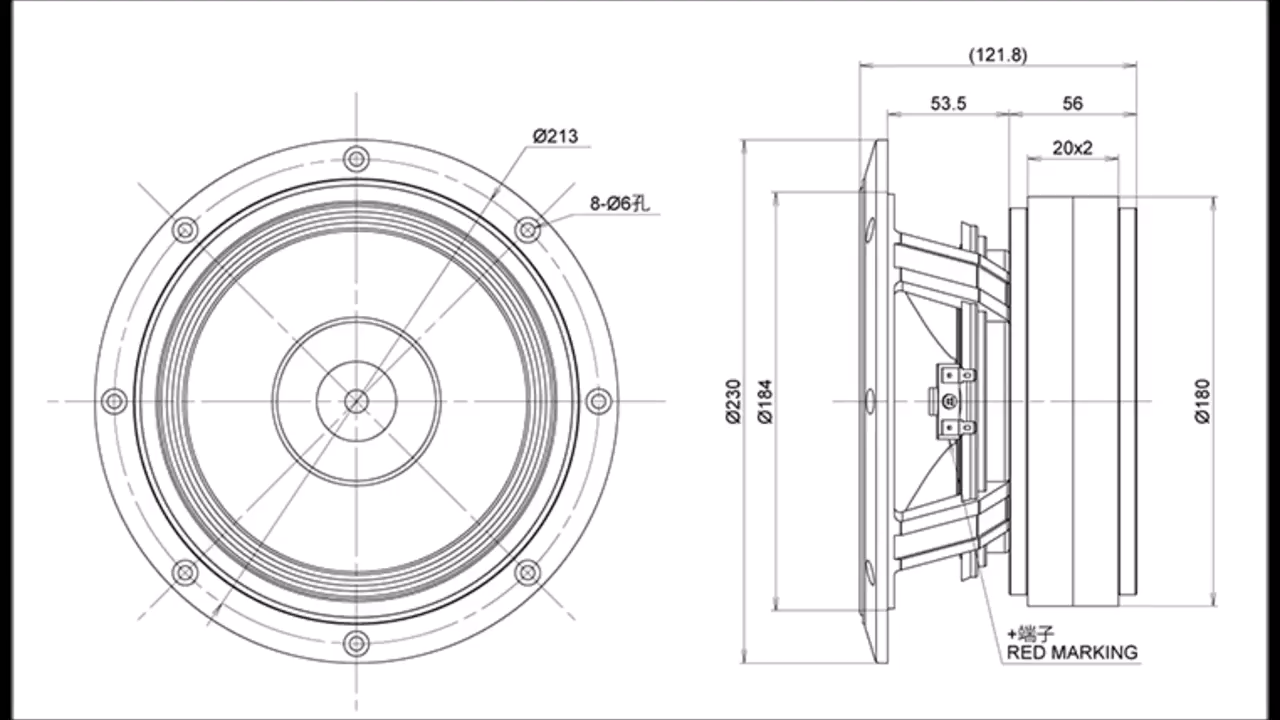 (121.8)
53.5
56
20x2
Ø213
8-Ø6孔
Ø230
Ø184
Ø180
+端子
RED MARKING